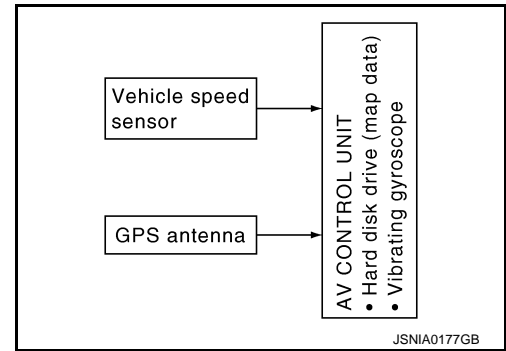 Vehicle speed
sensor
GPS antenna
AV CONTROL UNIT
• Hard disk drive (map data)
• Vibrating gyroscope
JSNIA0177GB